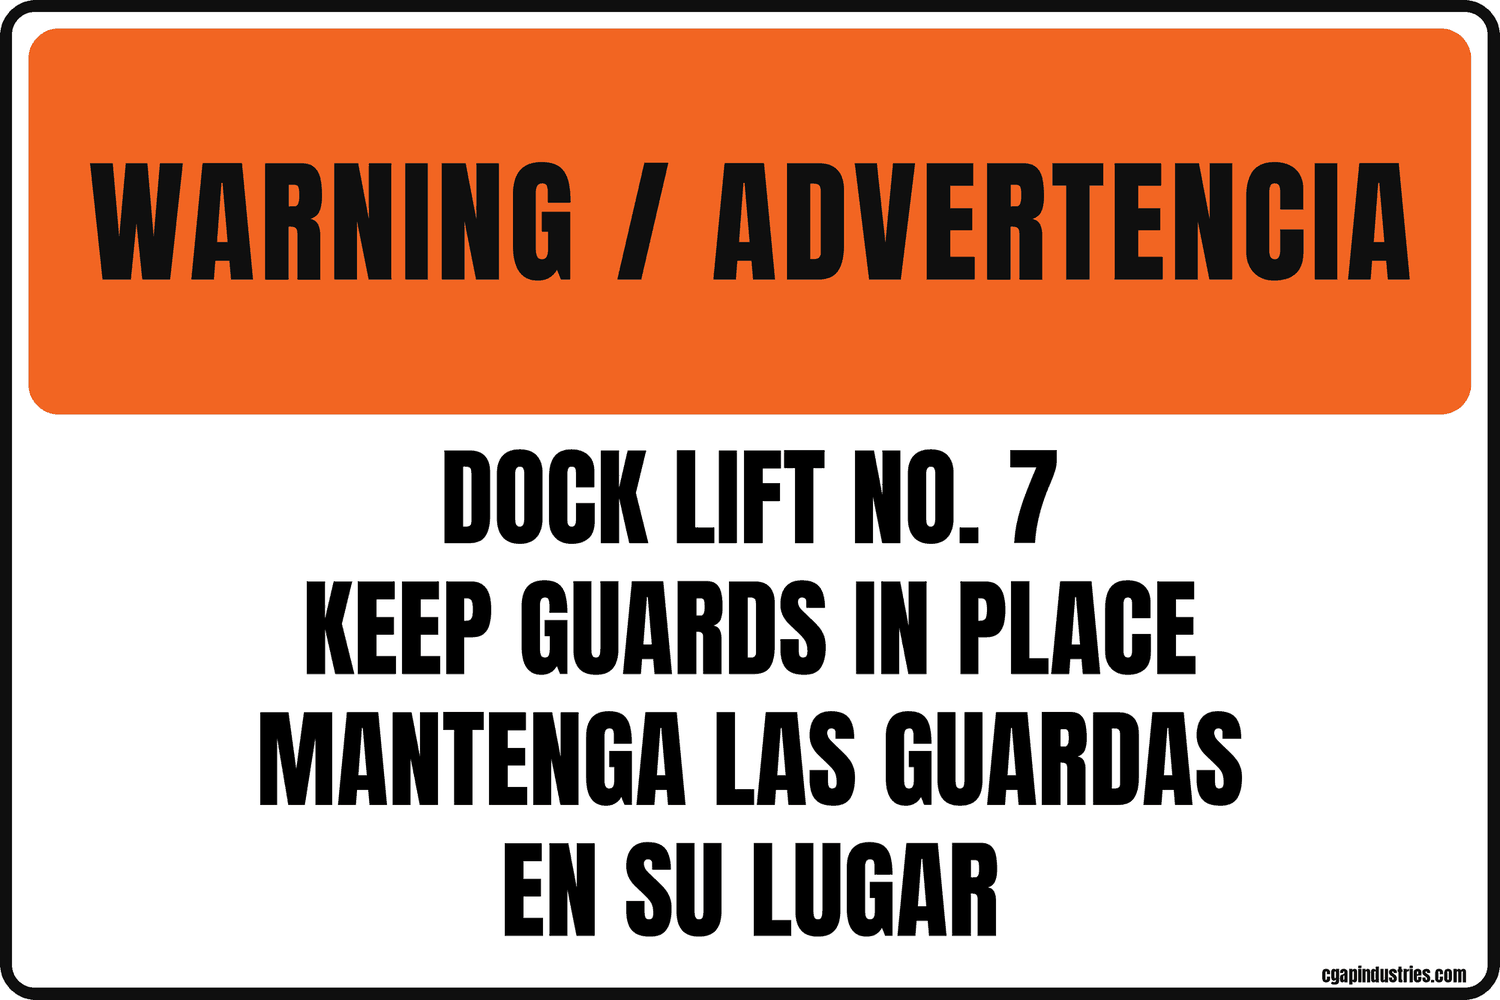 WARNING / ADVERTENCIA
DOCK LIFT NO. 7
KEEP GUARDS IN PLACE
MANTENGA LAS GUARDAS
EN SU LUGAR
cgapindustries.com